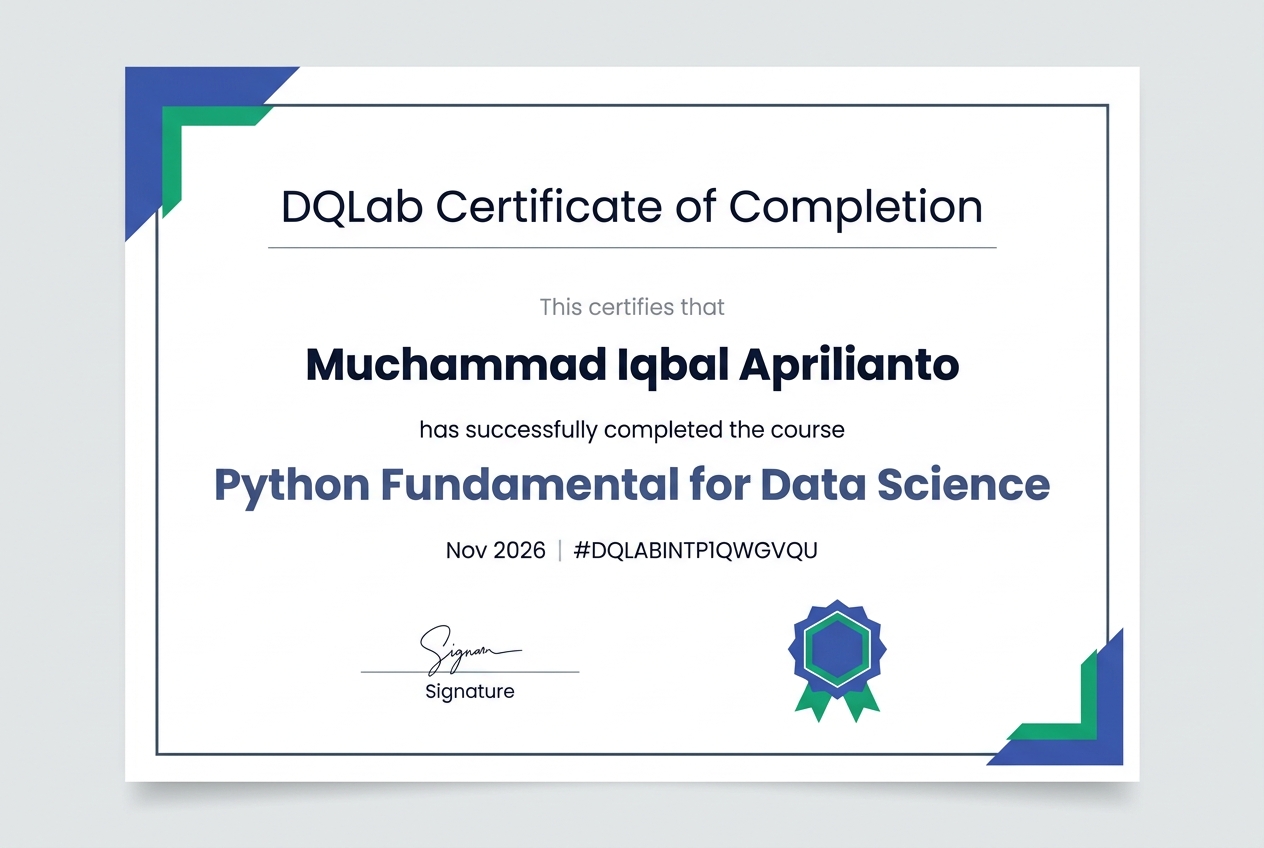 DQLab Certificate of Completion
This certifies that
Muchammad Iqbal Aprilianto
has successfully completed the course
Python Fundamental for Data Science
Nov 2026 | #DQLABINTP1QWGVQU
Signature